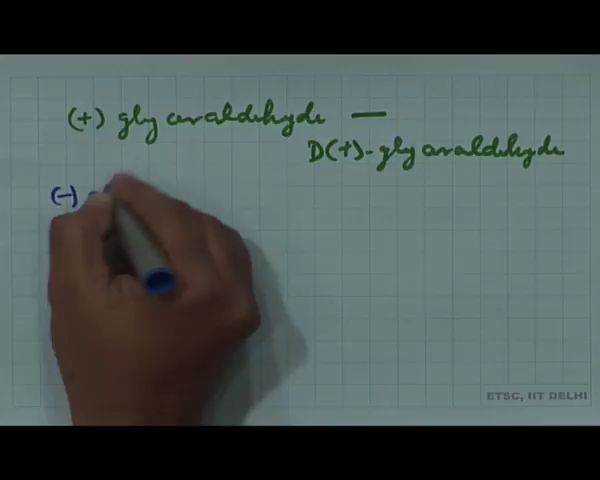 (+) glyceraldehyde —
D(+)-glyceraldehyde
(-)
ETSC, IIT DELHI